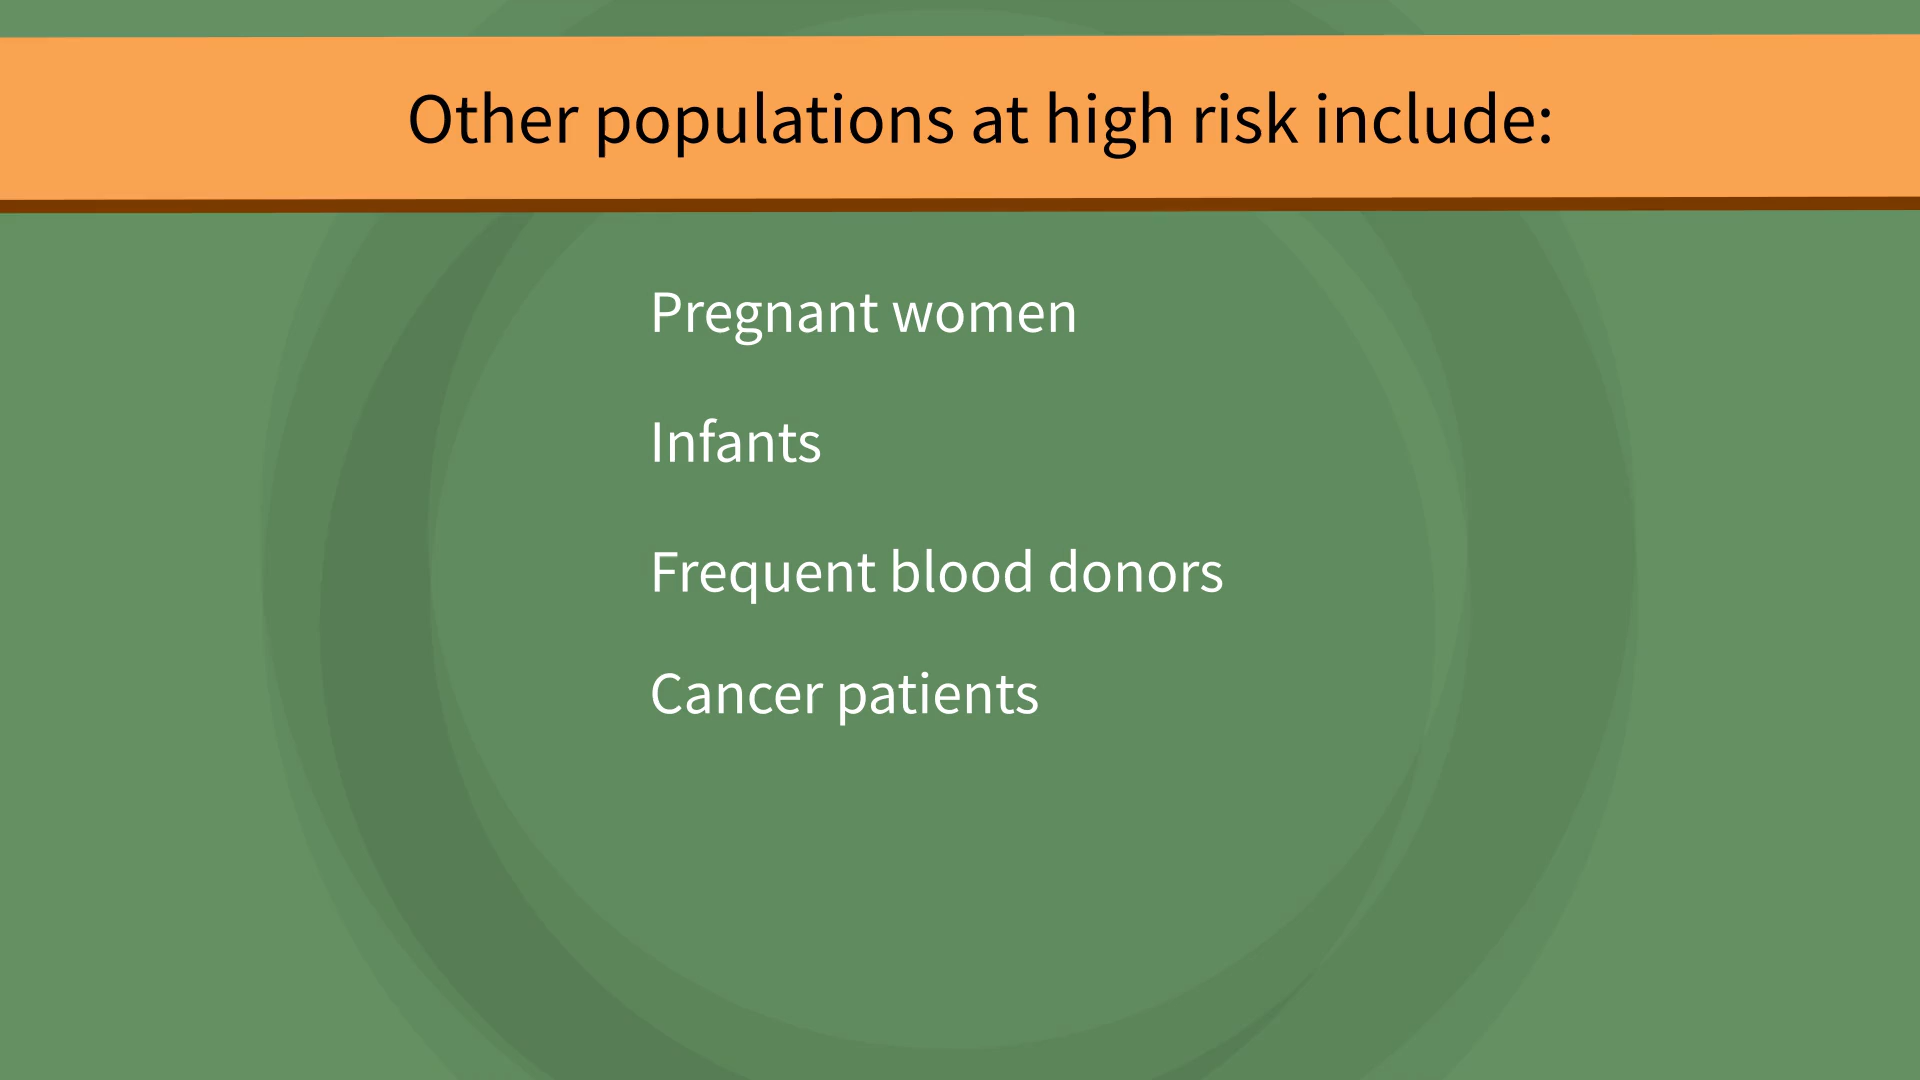 Other populations at high risk include:
Pregnant women
Infants
Frequent blood donors
Cancer patients